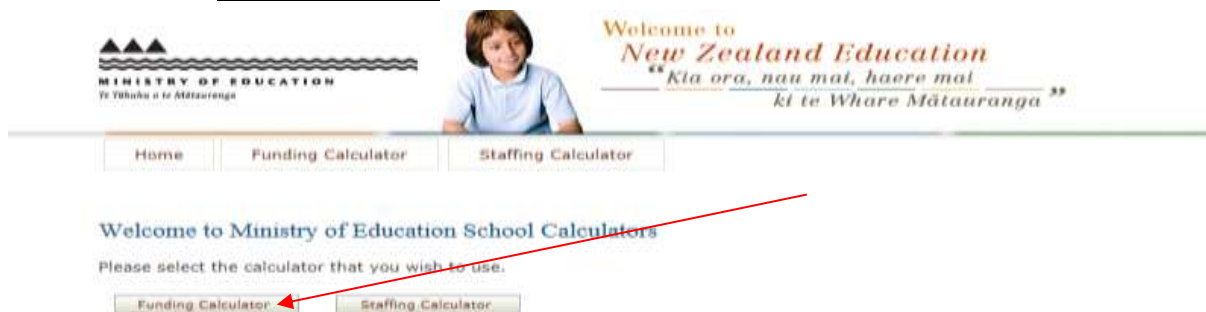 Welcome to
New Zealand Education
“Kia ora, nau mai, haere mai
ki te Whare Mātauranga”
MINISTRY OF EDUCATION
Te Tāhuhu o te Mātauranga
Home Funding Calculator Staffing Calculator
Welcome to Ministry of Education School Calculators
Please select the calculator that you wish to use.
Funding Calculator Staffing Calculator